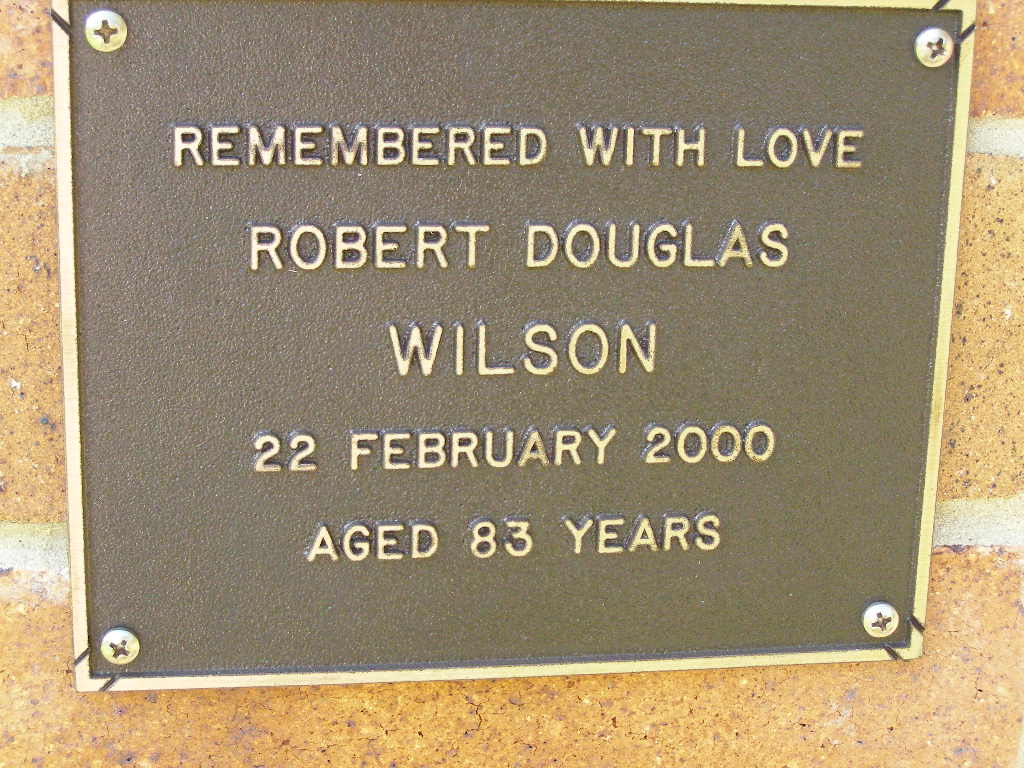 REMEMBERED WITH LOVE
ROBERT DOUGLAS
WILSON
22 FEBRUARY 2000
AGED 83 YEARS